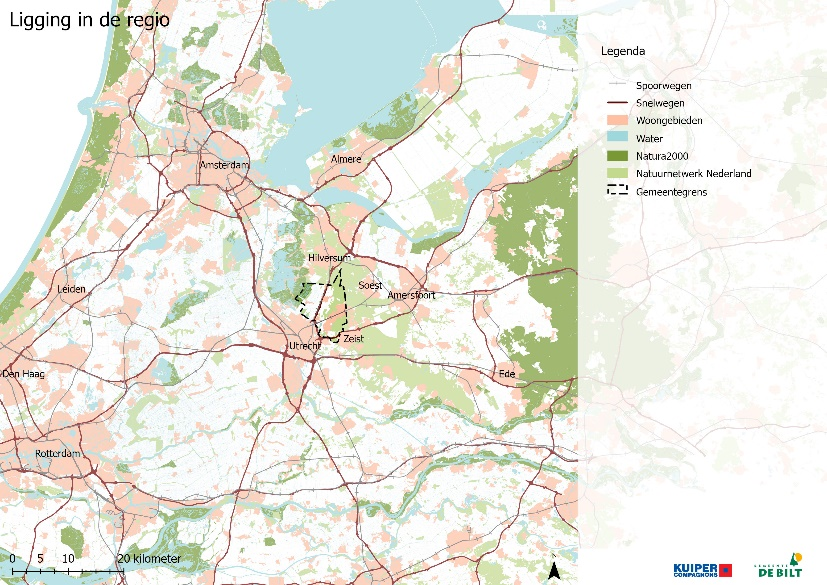 Ligging in de regio
Legenda
Spoorwegen
Snelwegen
Woongebieden
Water
Natura2000
Natuurnetwerk Nederland
Gemeentegrens
Amsterdam
Almere
Hilversum
Leiden
Soest
Amersfoort
Utrecht
Zeist
Den Haag
Ede
Rotterdam
0 5 10 20 kilometer
KUIPER
COMPAGNONS
GEMEENTE
DE BILT